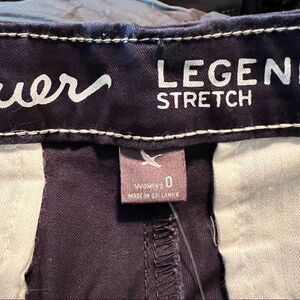 uer
LEGEN
STRETCH
WOMEN'S 0
MADE IN SRI LANKA